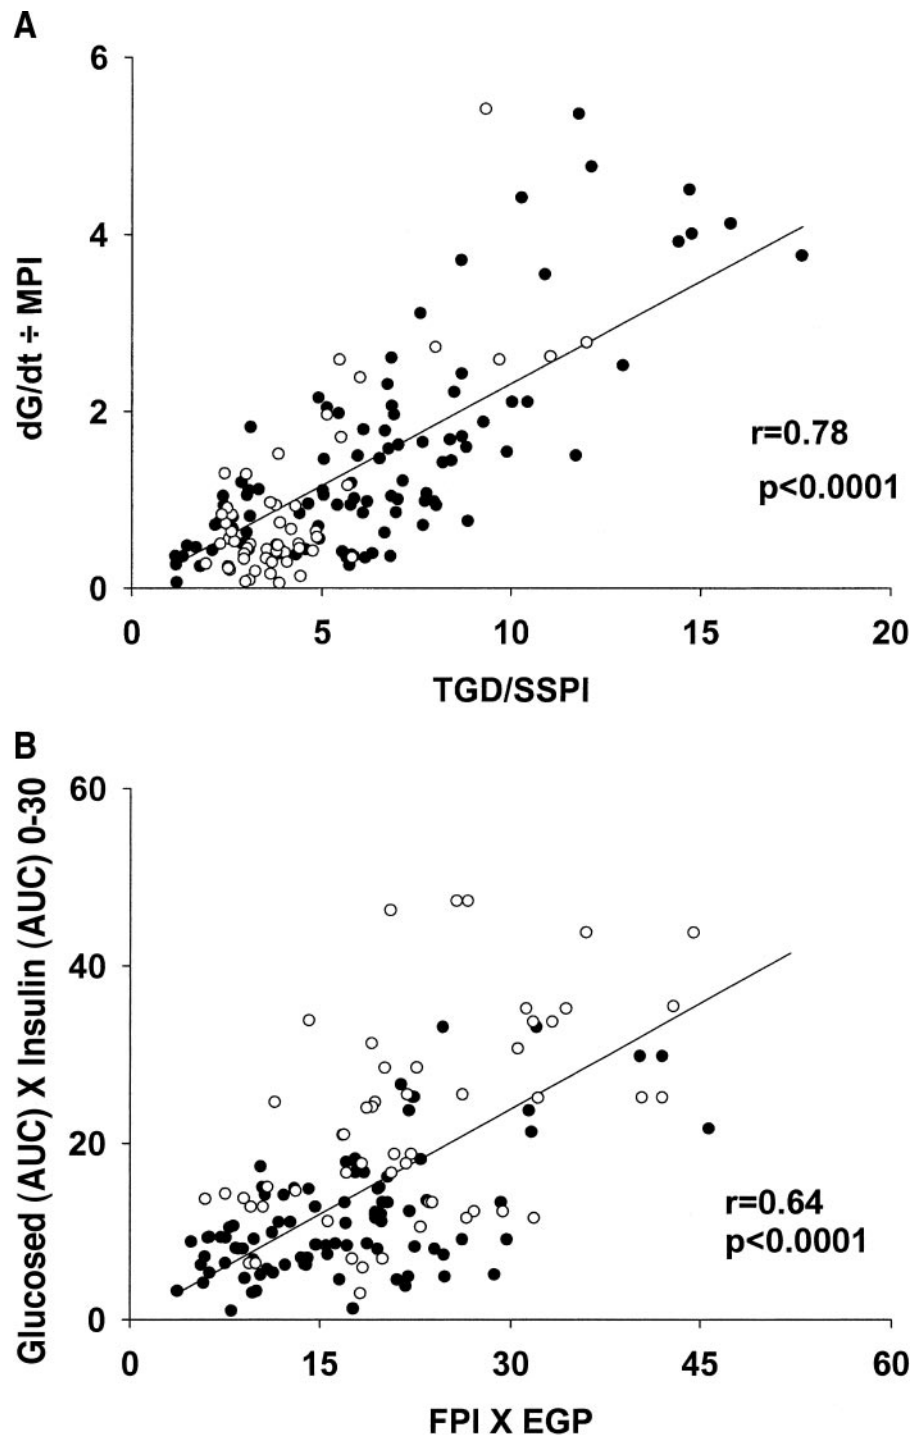 A
6
4
2
0
dG/dt ÷ MPI
r=0.78
p<0.0001
0 5 10 15 20
TGD/SSPI
B
60
40
20
0
Glucosed (AUC) X Insulin (AUC) 0-30
r=0.64
p<0.0001
0 15 30 45 60
FPI X EGP